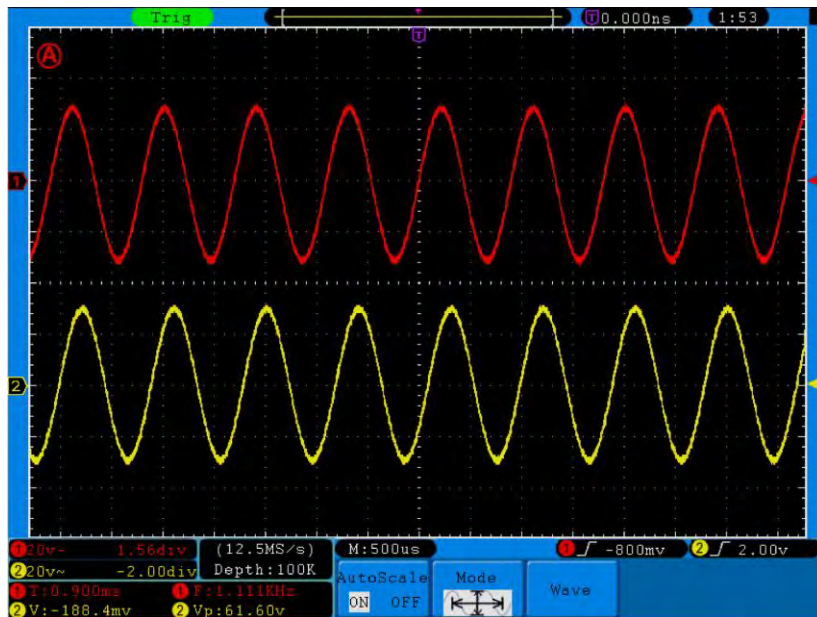 Trig
T 0.000ns
1:53
A
T
1
2
1 20v- 1.56div
2 20v~ -2.00div
(12.5MS/s)
Depth:100K
M:500us
1 -800mv
2 2.00v
1 T:0.900ms 1 F:1.111KHz
2 V:-188.4mv 2 Vp:61.60v
AutoScale
ON OFF
Mode
Wave